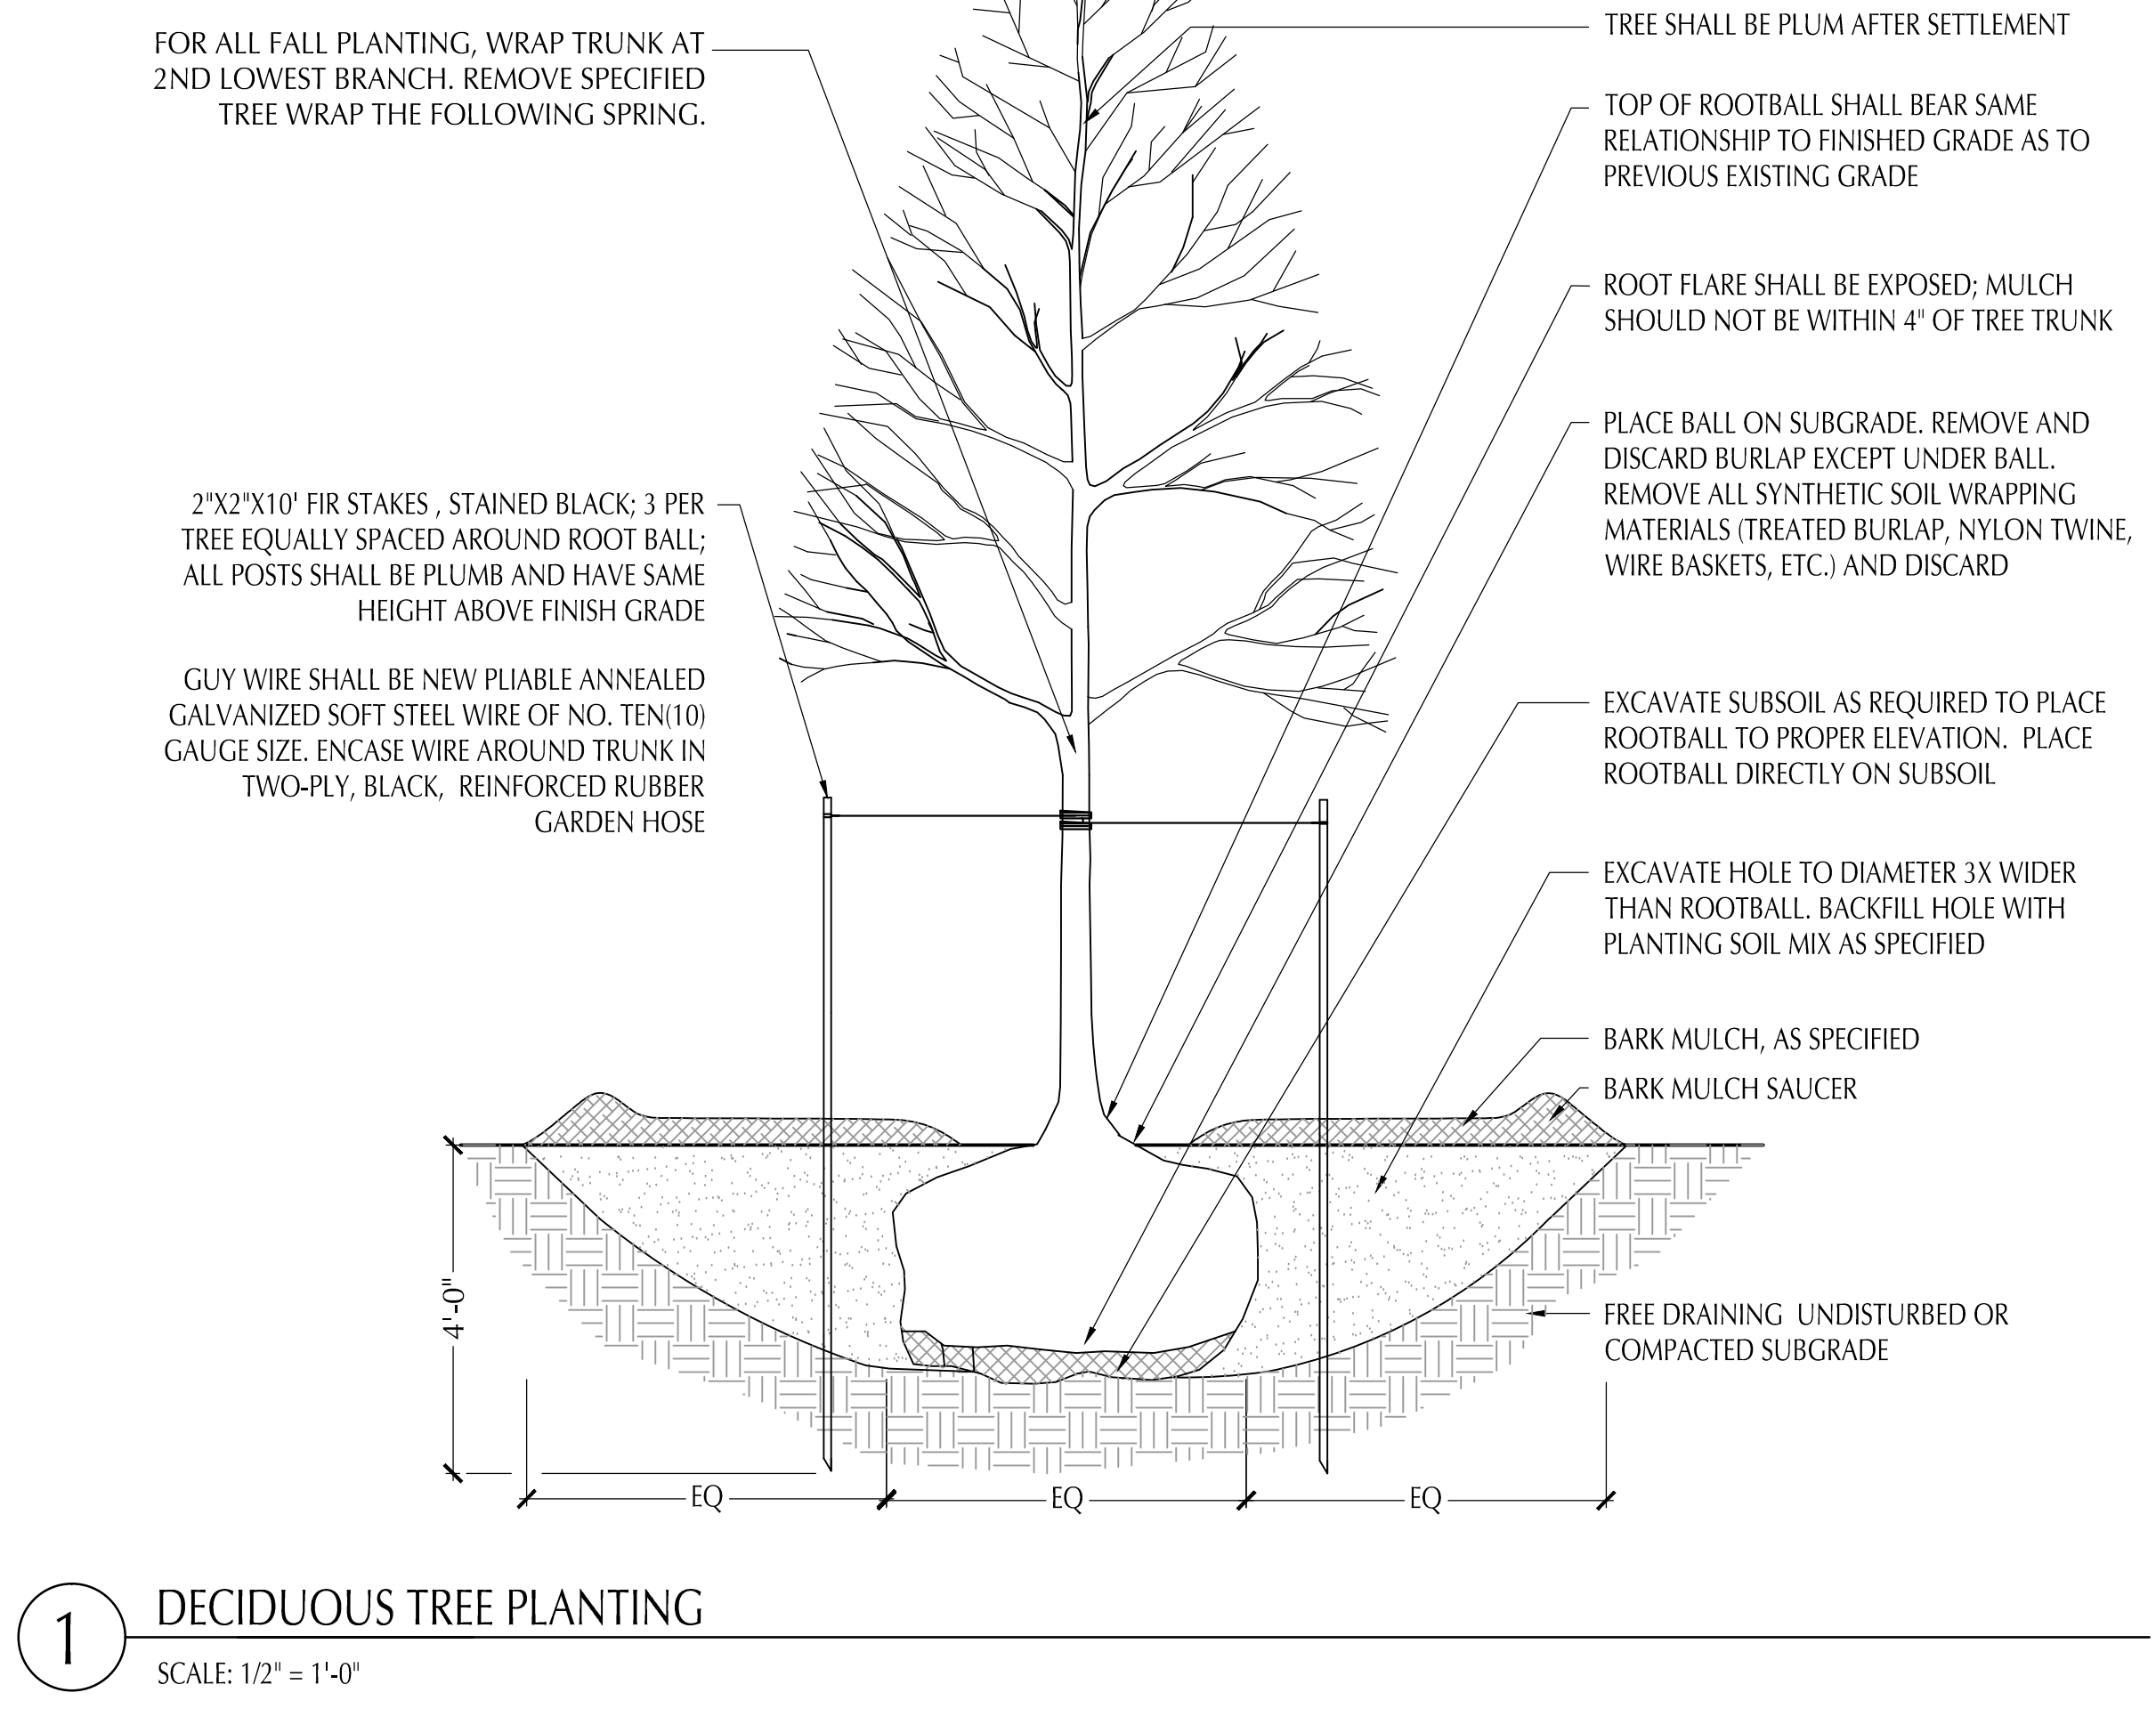 FOR ALL FALL PLANTING, WRAP TRUNK AT
2ND LOWEST BRANCH. REMOVE SPECIFIED
TREE WRAP THE FOLLOWING SPRING.
2"X2"X10' FIR STAKES , STAINED BLACK; 3 PER
TREE EQUALLY SPACED AROUND ROOT BALL;
ALL POSTS SHALL BE PLUMB AND HAVE SAME
HEIGHT ABOVE FINISH GRADE
GUY WIRE SHALL BE NEW PLIABLE ANNEALED
GALVANIZED SOFT STEEL WIRE OF NO. TEN(10)
GAUGE SIZE. ENCASE WIRE AROUND TRUNK IN
TWO-PLY, BLACK, REINFORCED RUBBER
GARDEN HOSE
TREE SHALL BE PLUM AFTER SETTLEMENT
TOP OF ROOTBALL SHALL BEAR SAME
RELATIONSHIP TO FINISHED GRADE AS TO
PREVIOUS EXISTING GRADE
ROOT FLARE SHALL BE EXPOSED; MULCH
SHOULD NOT BE WITHIN 4" OF TREE TRUNK
PLACE BALL ON SUBGRADE. REMOVE AND
DISCARD BURLAP EXCEPT UNDER BALL.
REMOVE ALL SYNTHETIC SOIL WRAPPING
MATERIALS (TREATED BURLAP, NYLON TWINE,
WIRE BASKETS, ETC.) AND DISCARD
EXCAVATE SUBSOIL AS REQUIRED TO PLACE
ROOTBALL TO PROPER ELEVATION. PLACE
ROOTBALL DIRECTLY ON SUBSOIL
EXCAVATE HOLE TO DIAMETER 3X WIDER
THAN ROOTBALL. BACKFILL HOLE WITH
PLANTING SOIL MIX AS SPECIFIED
BARK MULCH, AS SPECIFIED
BARK MULCH SAUCER
FREE DRAINING UNDISTURBED OR
COMPACTED SUBGRADE
4'-0"
EQ
EQ
EQ
1
DECIDUOUS TREE PLANTING
SCALE: 1/2" = 1'-0"